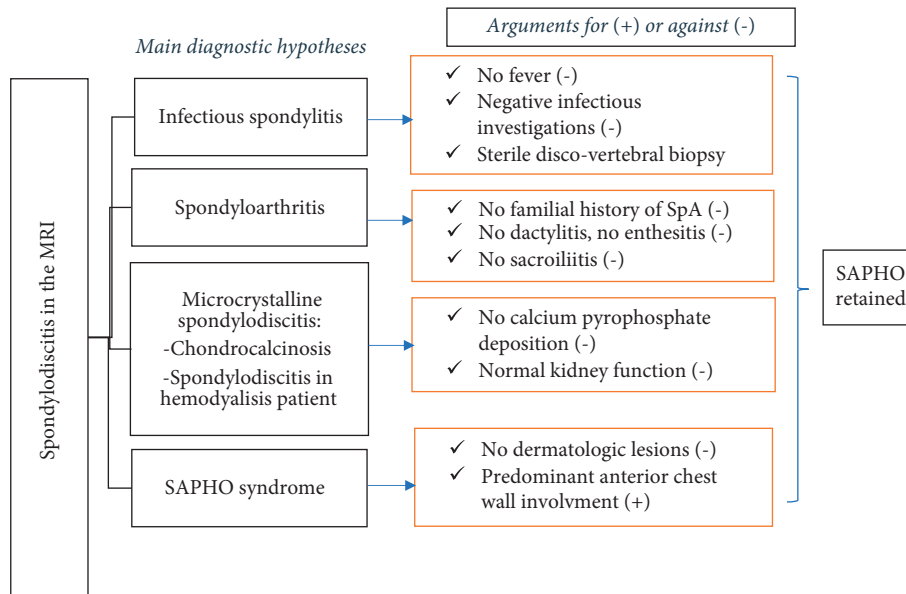 Main diagnostic hypotheses
Arguments for (+) or against (-)
Spondylodiscitis in the MRI
Infectious spondylitis
✓ No fever (-)
✓ Negative infectious
investigations (-)
✓ Sterile disco-vertebral biopsy
Spondyloarthritis
✓ No familial history of SpA (-)
✓ No dactylitis, no enthesitis (-)
✓ No sacroiliitis (-)
Microcrystalline
spondylodiscitis:
-Chondrocalcinosis
-Spondylodiscitis in
hemodyalisis patient
✓ No calcium pyrophosphate
deposition (-)
✓ Normal kidney function (-)
SAPHO syndrome
✓ No dermatologic lesions (-)
✓ Predominant anterior chest
wall involvment (+)
SAPHO
retained